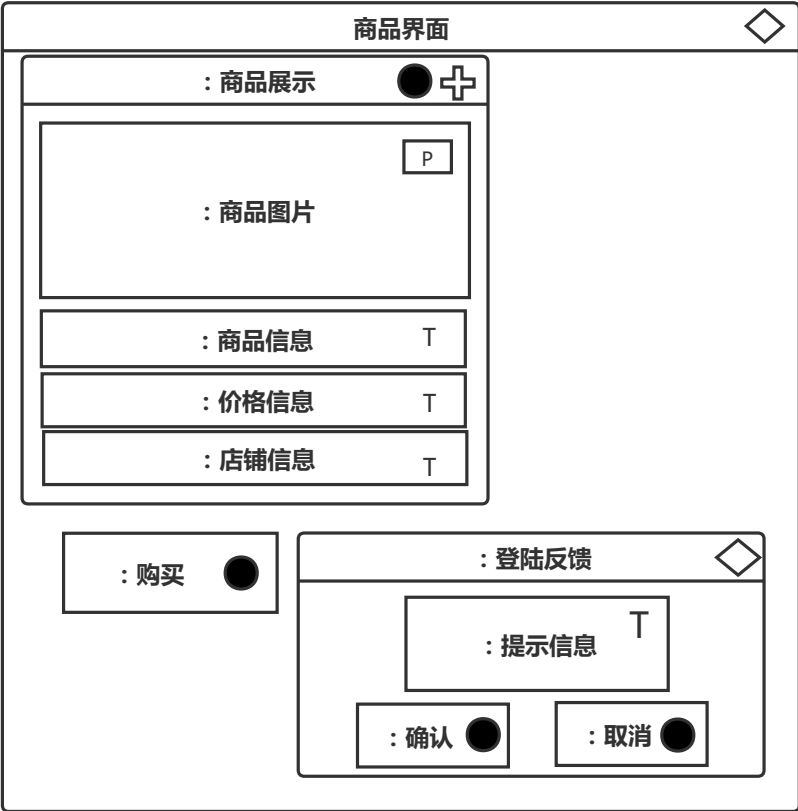 商品界面
：商品展示
P
：商品图片
：商品信息 T
：价格信息 T
：店铺信息 T
：购买
：登陆反馈
T
：提示信息
：确认
：取消